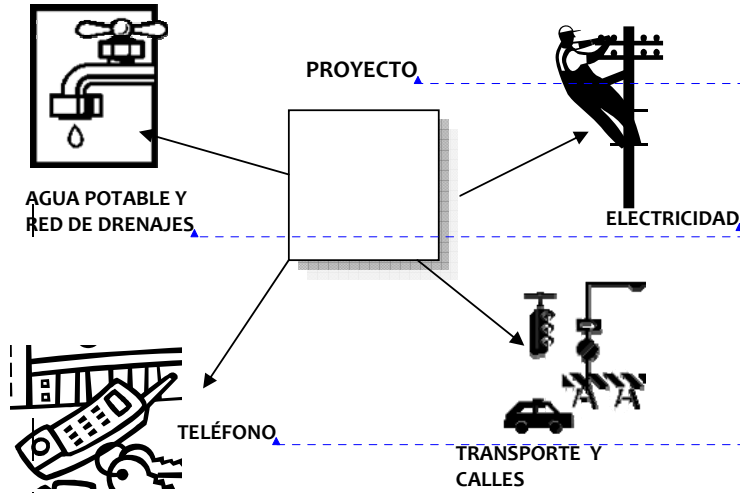 PROYECTO
AGUA POTABLE Y
RED DE DRENAJES
ELECTRICIDAD
TELÉFONO
TRANSPORTE Y
CALLES